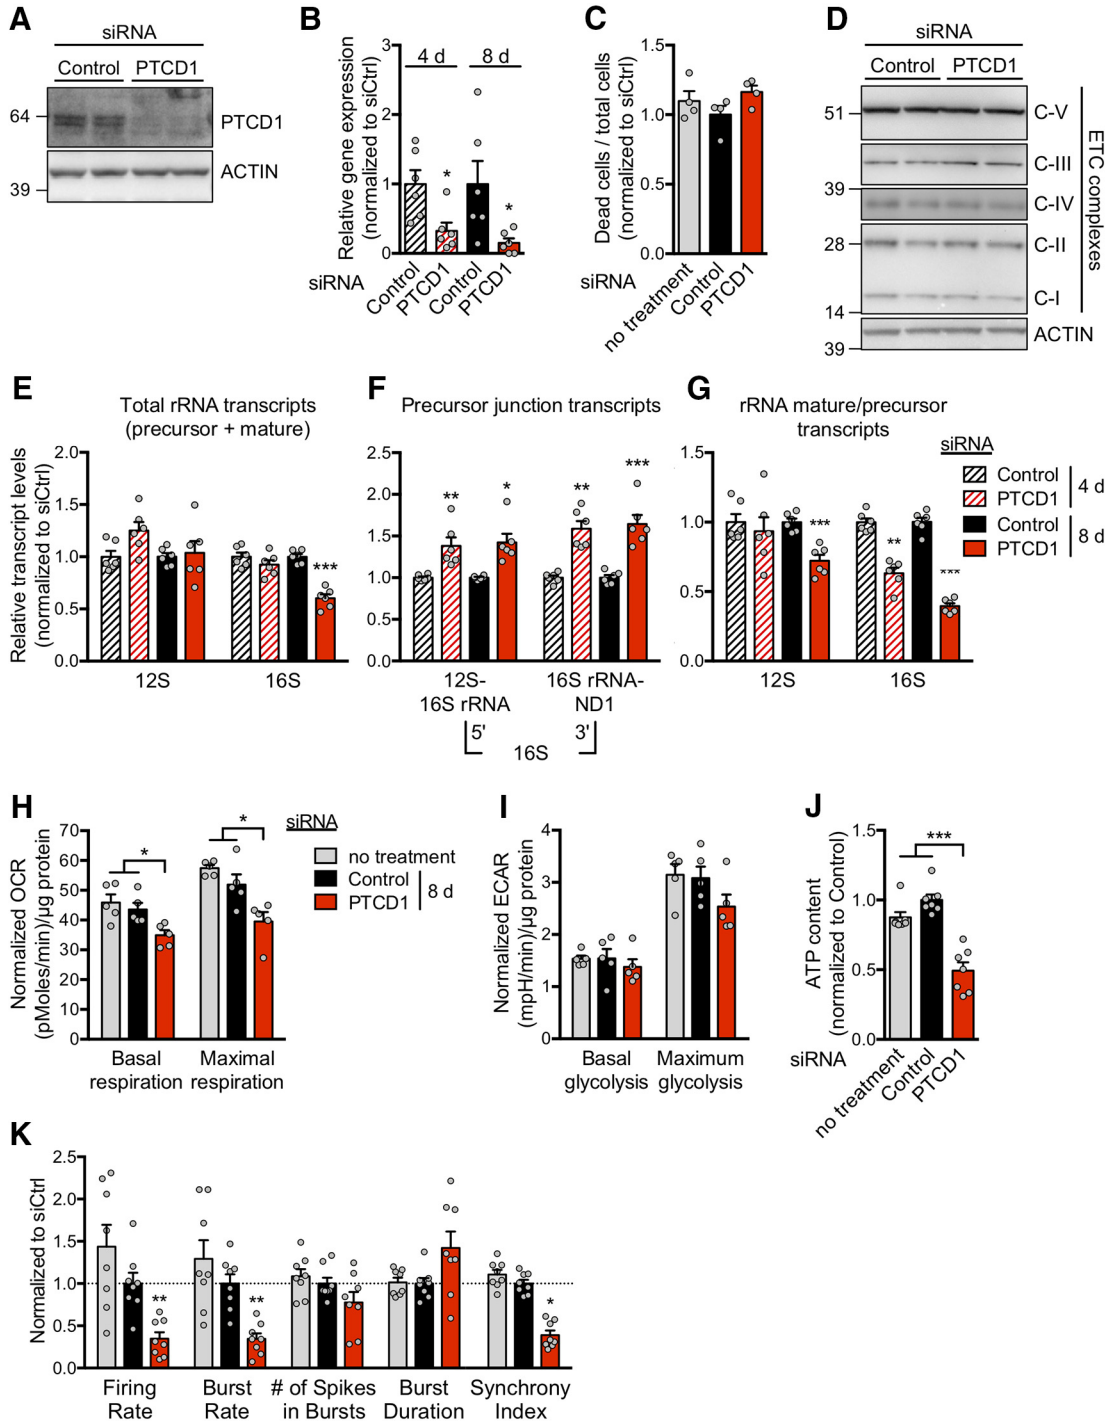 A
siRNA
Control PTCD1
64
PTCD1
ACTIN
39
B
Relative gene expression
(normalized to siCtrl)
3
2
1
0
4 d 8 d
*
*
siRNA
Control
PTCD1
Control
PTCD1
C
Dead cells / total cells
(normalized to siCtrl)
1.5
1.0
0.5
0.0
siRNA
no treatment
Control
PTCD1
D
siRNA
Control PTCD1
51
39
28
14
39
C-V
C-III
C-IV
C-II
C-I
ACTIN
ETC complexes
E
Total rRNA transcripts
(precursor + mature)
Relative transcript levels
(normalized to siCtrl)
2.0
1.5
1.0
0.5
0.0
***
12S 16S
F
Precursor junction transcripts
2.5
2.0
1.5
1.0
0.5
0.0
** * ** ***
12S- 16S rRNA-
16S rRNA ND1
5' 3'
16S
G
rRNA mature/precursor
transcripts
1.5
1.0
0.5
0.0
*** ** ***
12S 16S
siRNA
Control
PTCD1
4 d
Control
PTCD1
8 d
H
Normalized OCR
(pMoles/min)/µg protein
70
60
50
40
30
20
10
0
* *
Basal Maximal
respiration respiration
siRNA
no treatment
Control
PTCD1
8 d
I
Normalized ECAR
(mpH/min)/µg protein
4
3
2
1
0
Basal Maximum
glycolysis glycolysis
J
ATP content
(normalized to Control)
1.5
1.0
0.5
0.0
***
siRNA
no treatment
Control
PTCD1
K
Normalized to siCtrl
2.5
2.0
1.5
1.0
0.5
0.0
** ** *
Firing Burst # of Spikes Burst Synchrony
Rate Rate in Bursts Duration Index